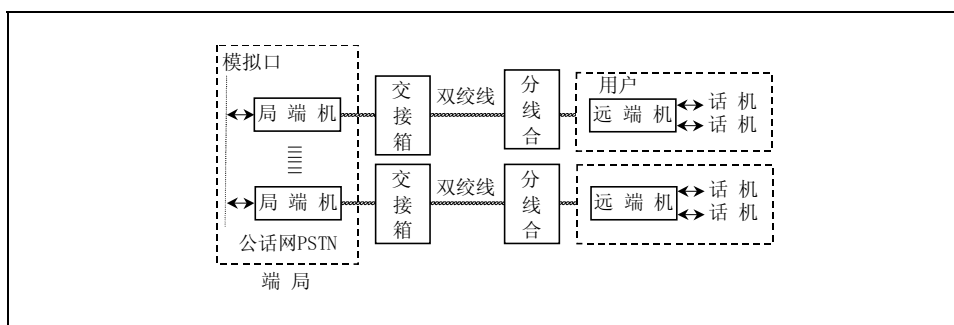 模拟口
局 端 机
交接箱
双绞线
分线合
用户
远 端 机
话 机
话 机
局 端 机
交接箱
双绞线
分线合
远 端 机
话 机
话 机
公话网PSTN
端 局